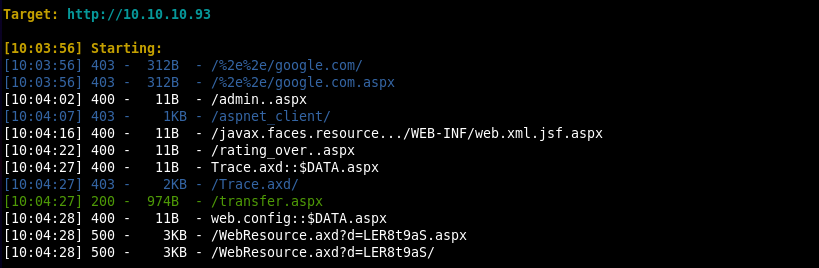 Target: http://10.10.10.93
[10:03:56] Starting:
[10:03:56] 403 -  312B  - /%2e%2e/google.com/
[10:03:56] 403 -  312B  - /%2e%2e/google.com.aspx
[10:04:02] 400 -   11B  - /admin..aspx
[10:04:07] 403 -    1KB - /aspnet_client/
[10:04:16] 400 -   11B  - /javax.faces.resource.../WEB-INF/web.xml.jsf.aspx
[10:04:22] 400 -   11B  - /rating_over..aspx
[10:04:27] 400 -   11B  - Trace.axd::$DATA.aspx
[10:04:27] 403 -    2KB - /Trace.axd/
[10:04:27] 200 -  974B  - /transfer.aspx
[10:04:28] 400 -   11B  - web.config::$DATA.aspx
[10:04:28] 500 -    3KB - /WebResource.axd?d=LER8t9aS.aspx
[10:04:28] 500 -    3KB - /WebResource.axd?d=LER8t9aS/